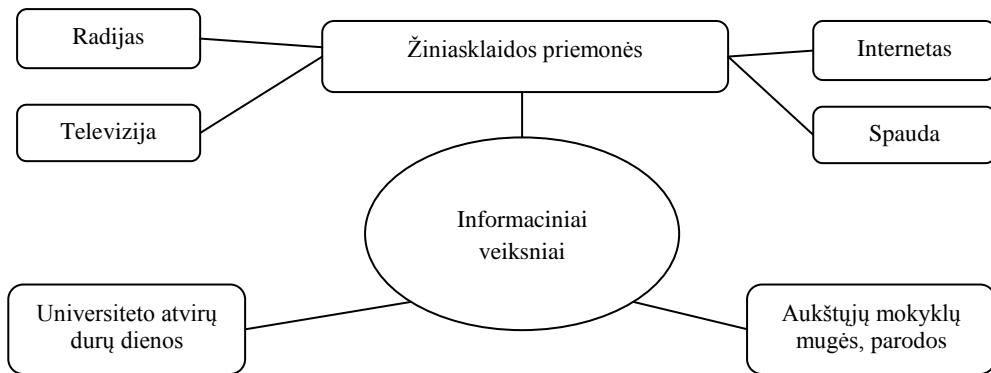 Radijas
Žiniasklaidos priemonės
Internetas
Televizija
Spauda
Informaciniai
veiksniai
Universiteto atvirų
durų dienos
Aukštųjų mokyklų
mugės, parodos